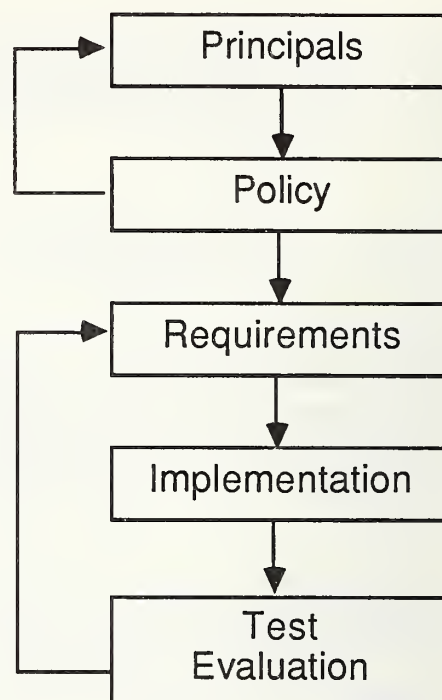 Principals
Policy
Requirements
Implementation
Test
Evaluation